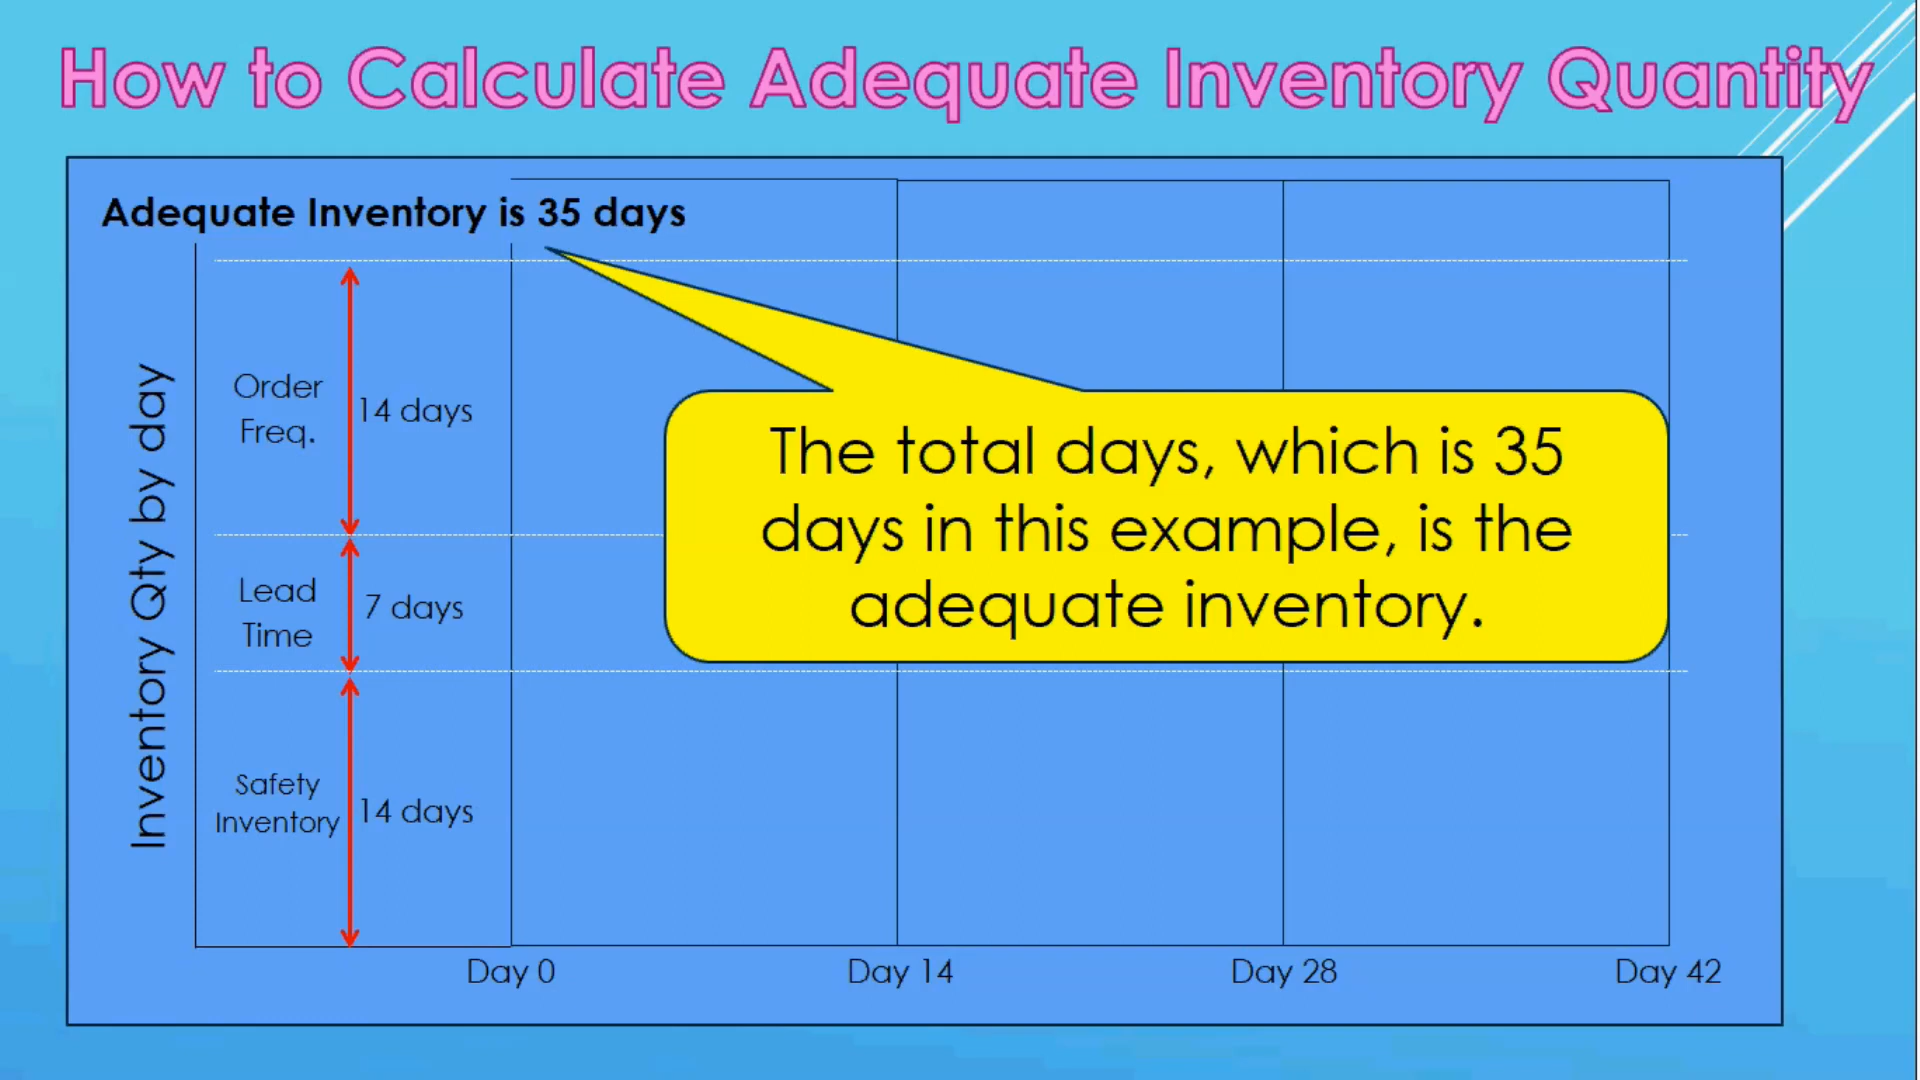 How to Calculate Adequate Inventory Quantity
Adequate Inventory is 35 days
Order
Freq.
14 days
The total days, which is 35
days in this example, is the
adequate inventory.
Inventory Qty by day
Lead
Time
7 days
Safety
Inventory
14 days
Day 0
Day 14
Day 28
Day 42